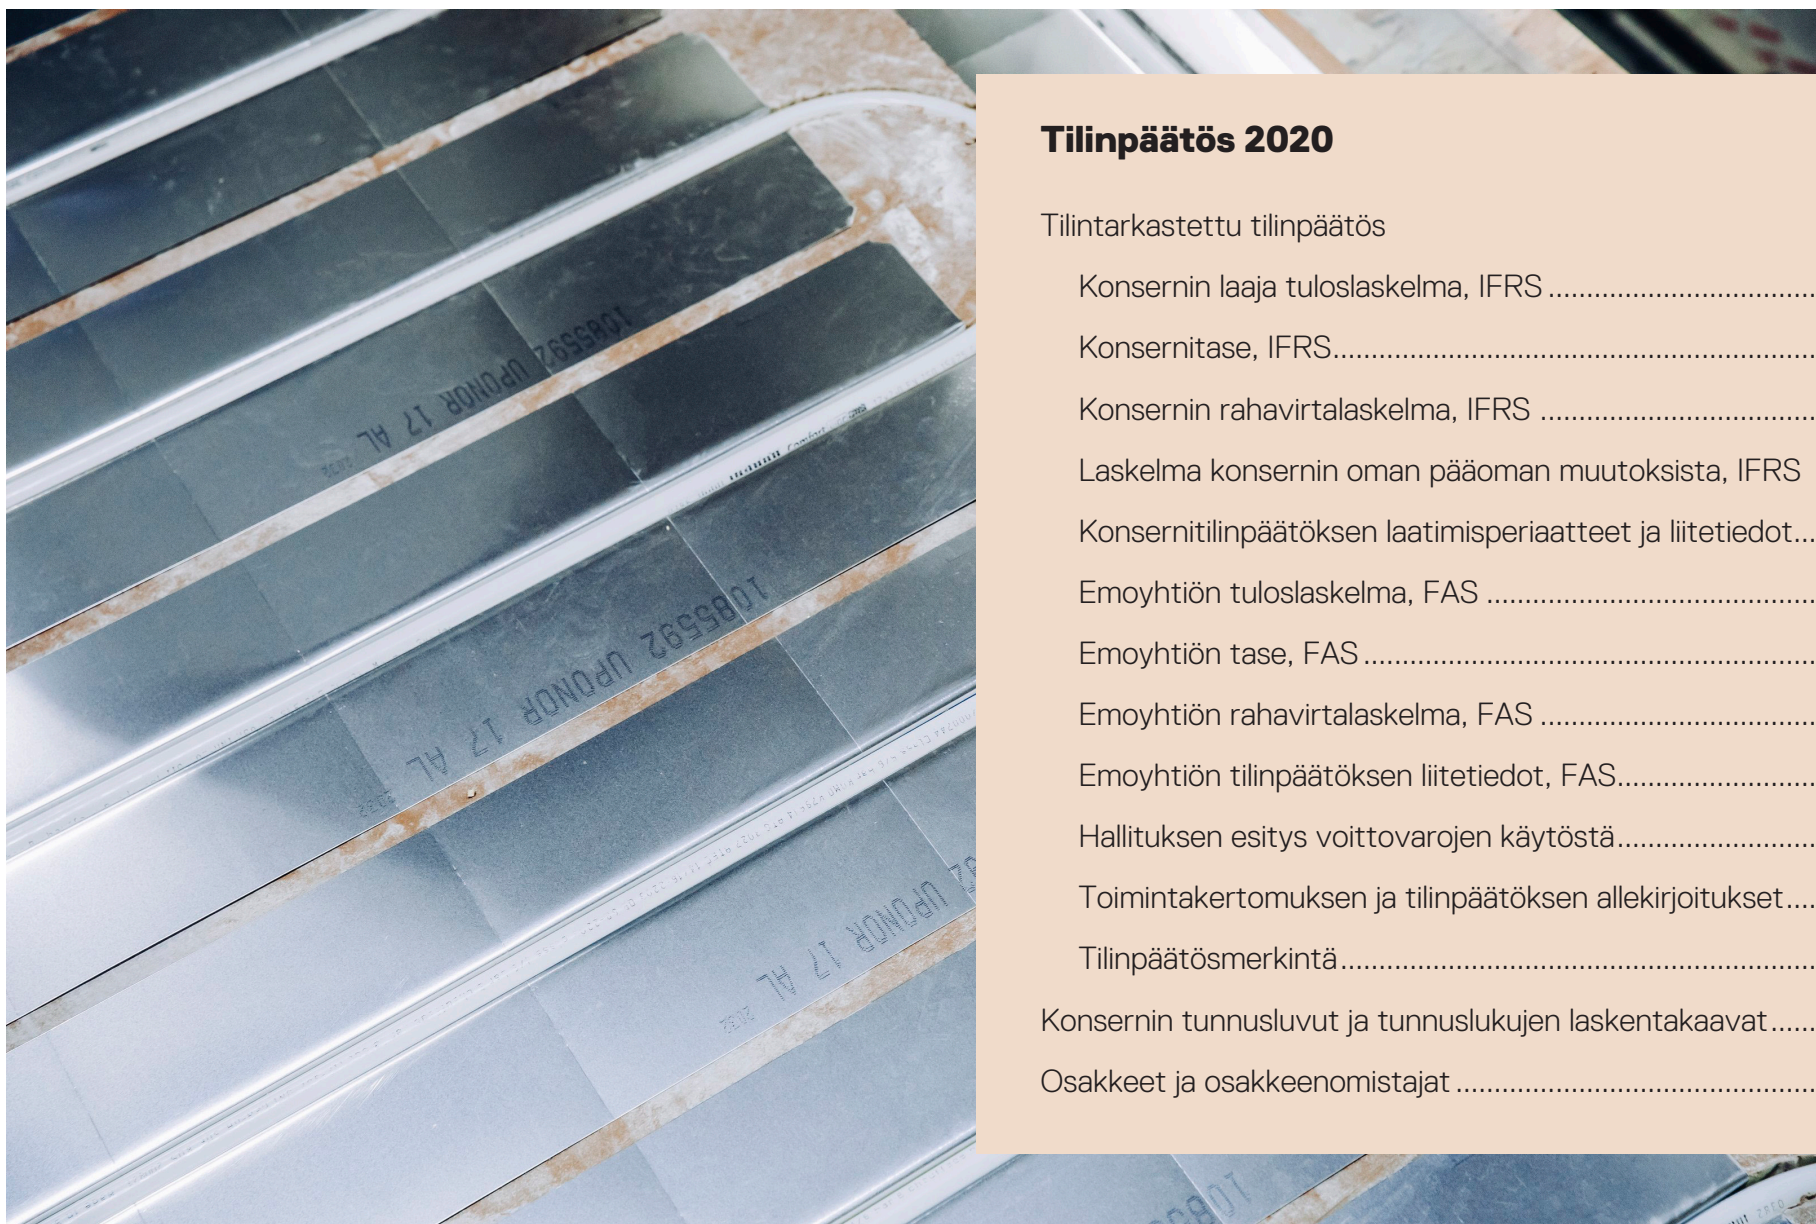 Tilinpäätös 2020
Tilintarkastettu tilinpäätös
Konsernin laaja tuloslaskelma, IFRS
Konsernitase, IFRS
Konsernin rahavirtalaskelma, IFRS
Laskelma konsernin oman pääoman muutoksista, IFRS
Konsernitilinpäätöksen laatimisperiaatteet ja liitetiedot
Emoyhtiön tuloslaskelma, FAS
Emoyhtiön tase, FAS
Emoyhtiön rahavirtalaskelma, FAS
Emoyhtiön tilinpäätöksen liitetiedot, FAS
Hallituksen esitys voittovarojen käytöstä
Toimintakertomuksen ja tilinpäätöksen allekirjoitukset
Tilinpäätösmerkintä
Konsernin tunnusluvut ja tunnuslukujen laskentakaavat
Osakkeet ja osakkeenomistajat
1085592 UPONOR 17 AL
1085592 UPONOR 17 AL 2032
UPONOR 17 AL 2032